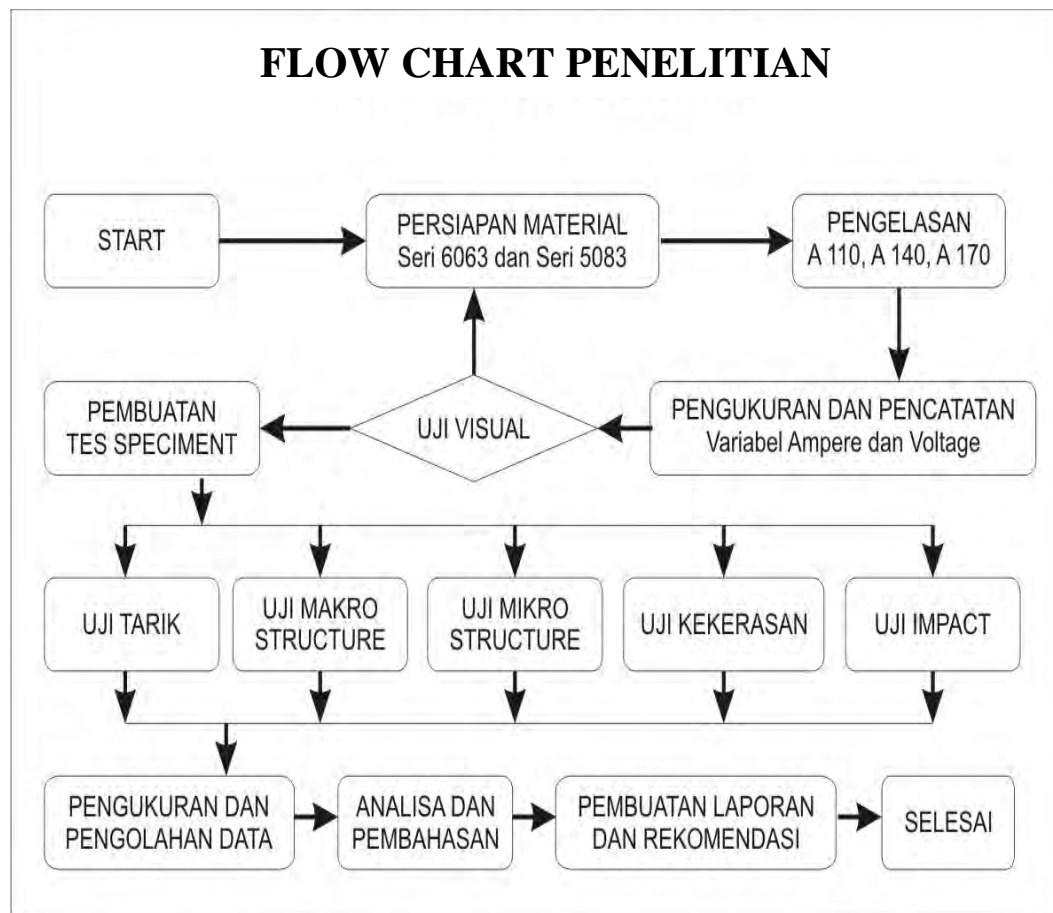 FLOW CHART PENELITIAN
START
PERSIAPAN MATERIAL
Seri 6063 dan Seri 5083
PENGELASAN
A 110, A 140, A 170
PENGUKURAN DAN PENCATATAN
Variabel Ampere dan Voltage
UJI VISUAL
PEMBUATAN
TES SPECIMENT
UJI TARIK
UJI MAKRO
STRUCTURE
UJI MIKRO
STRUCTURE
UJI KEKERASAN
UJI IMPACT
PENGUKURAN DAN
PENGOLAHAN DATA
ANALISA DAN
PEMBAHASAN
PEMBUATAN LAPORAN
DAN REKOMENDASI
SELESAI